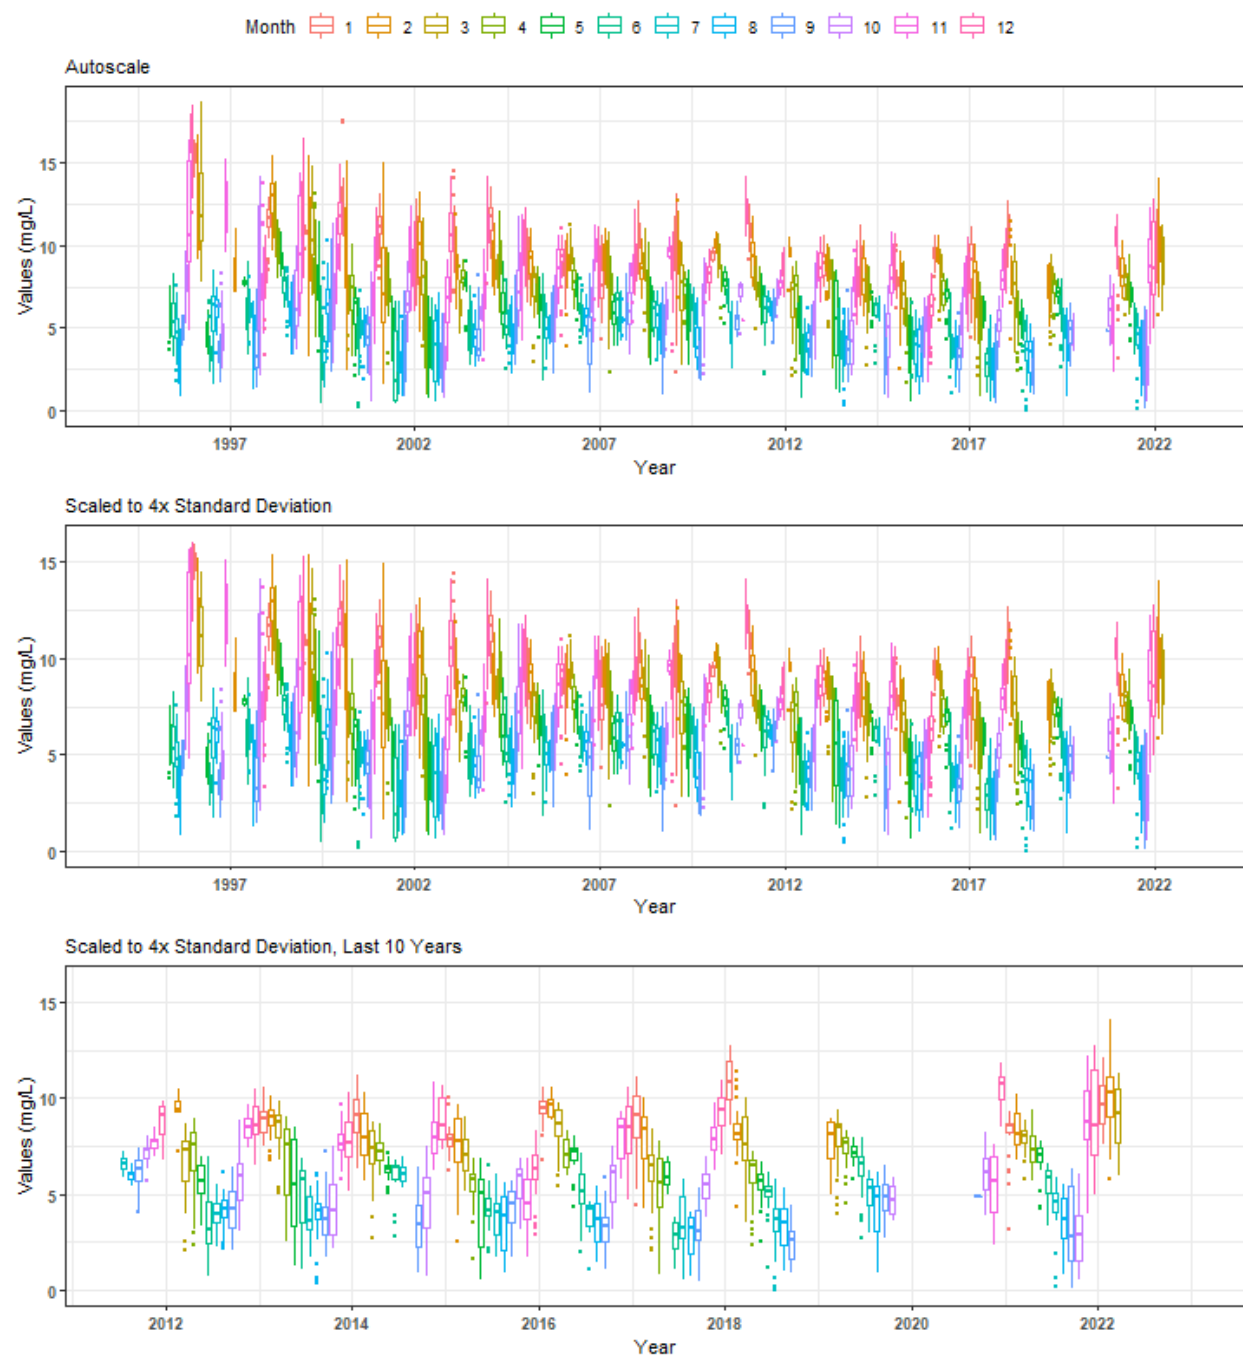 Month 1 2 3 4 5 6 7 8 9 10 11 12
Autoscale
Values (mg/L)
15
10
5
0
1997 2002 2007 2012 2017 2022
Year
Scaled to 4x Standard Deviation
Values (mg/L)
15
10
5
0
1997 2002 2007 2012 2017 2022
Year
Scaled to 4x Standard Deviation, Last 10 Years
Values (mg/L)
15
10
5
0
2012 2014 2016 2018 2020 2022
Year